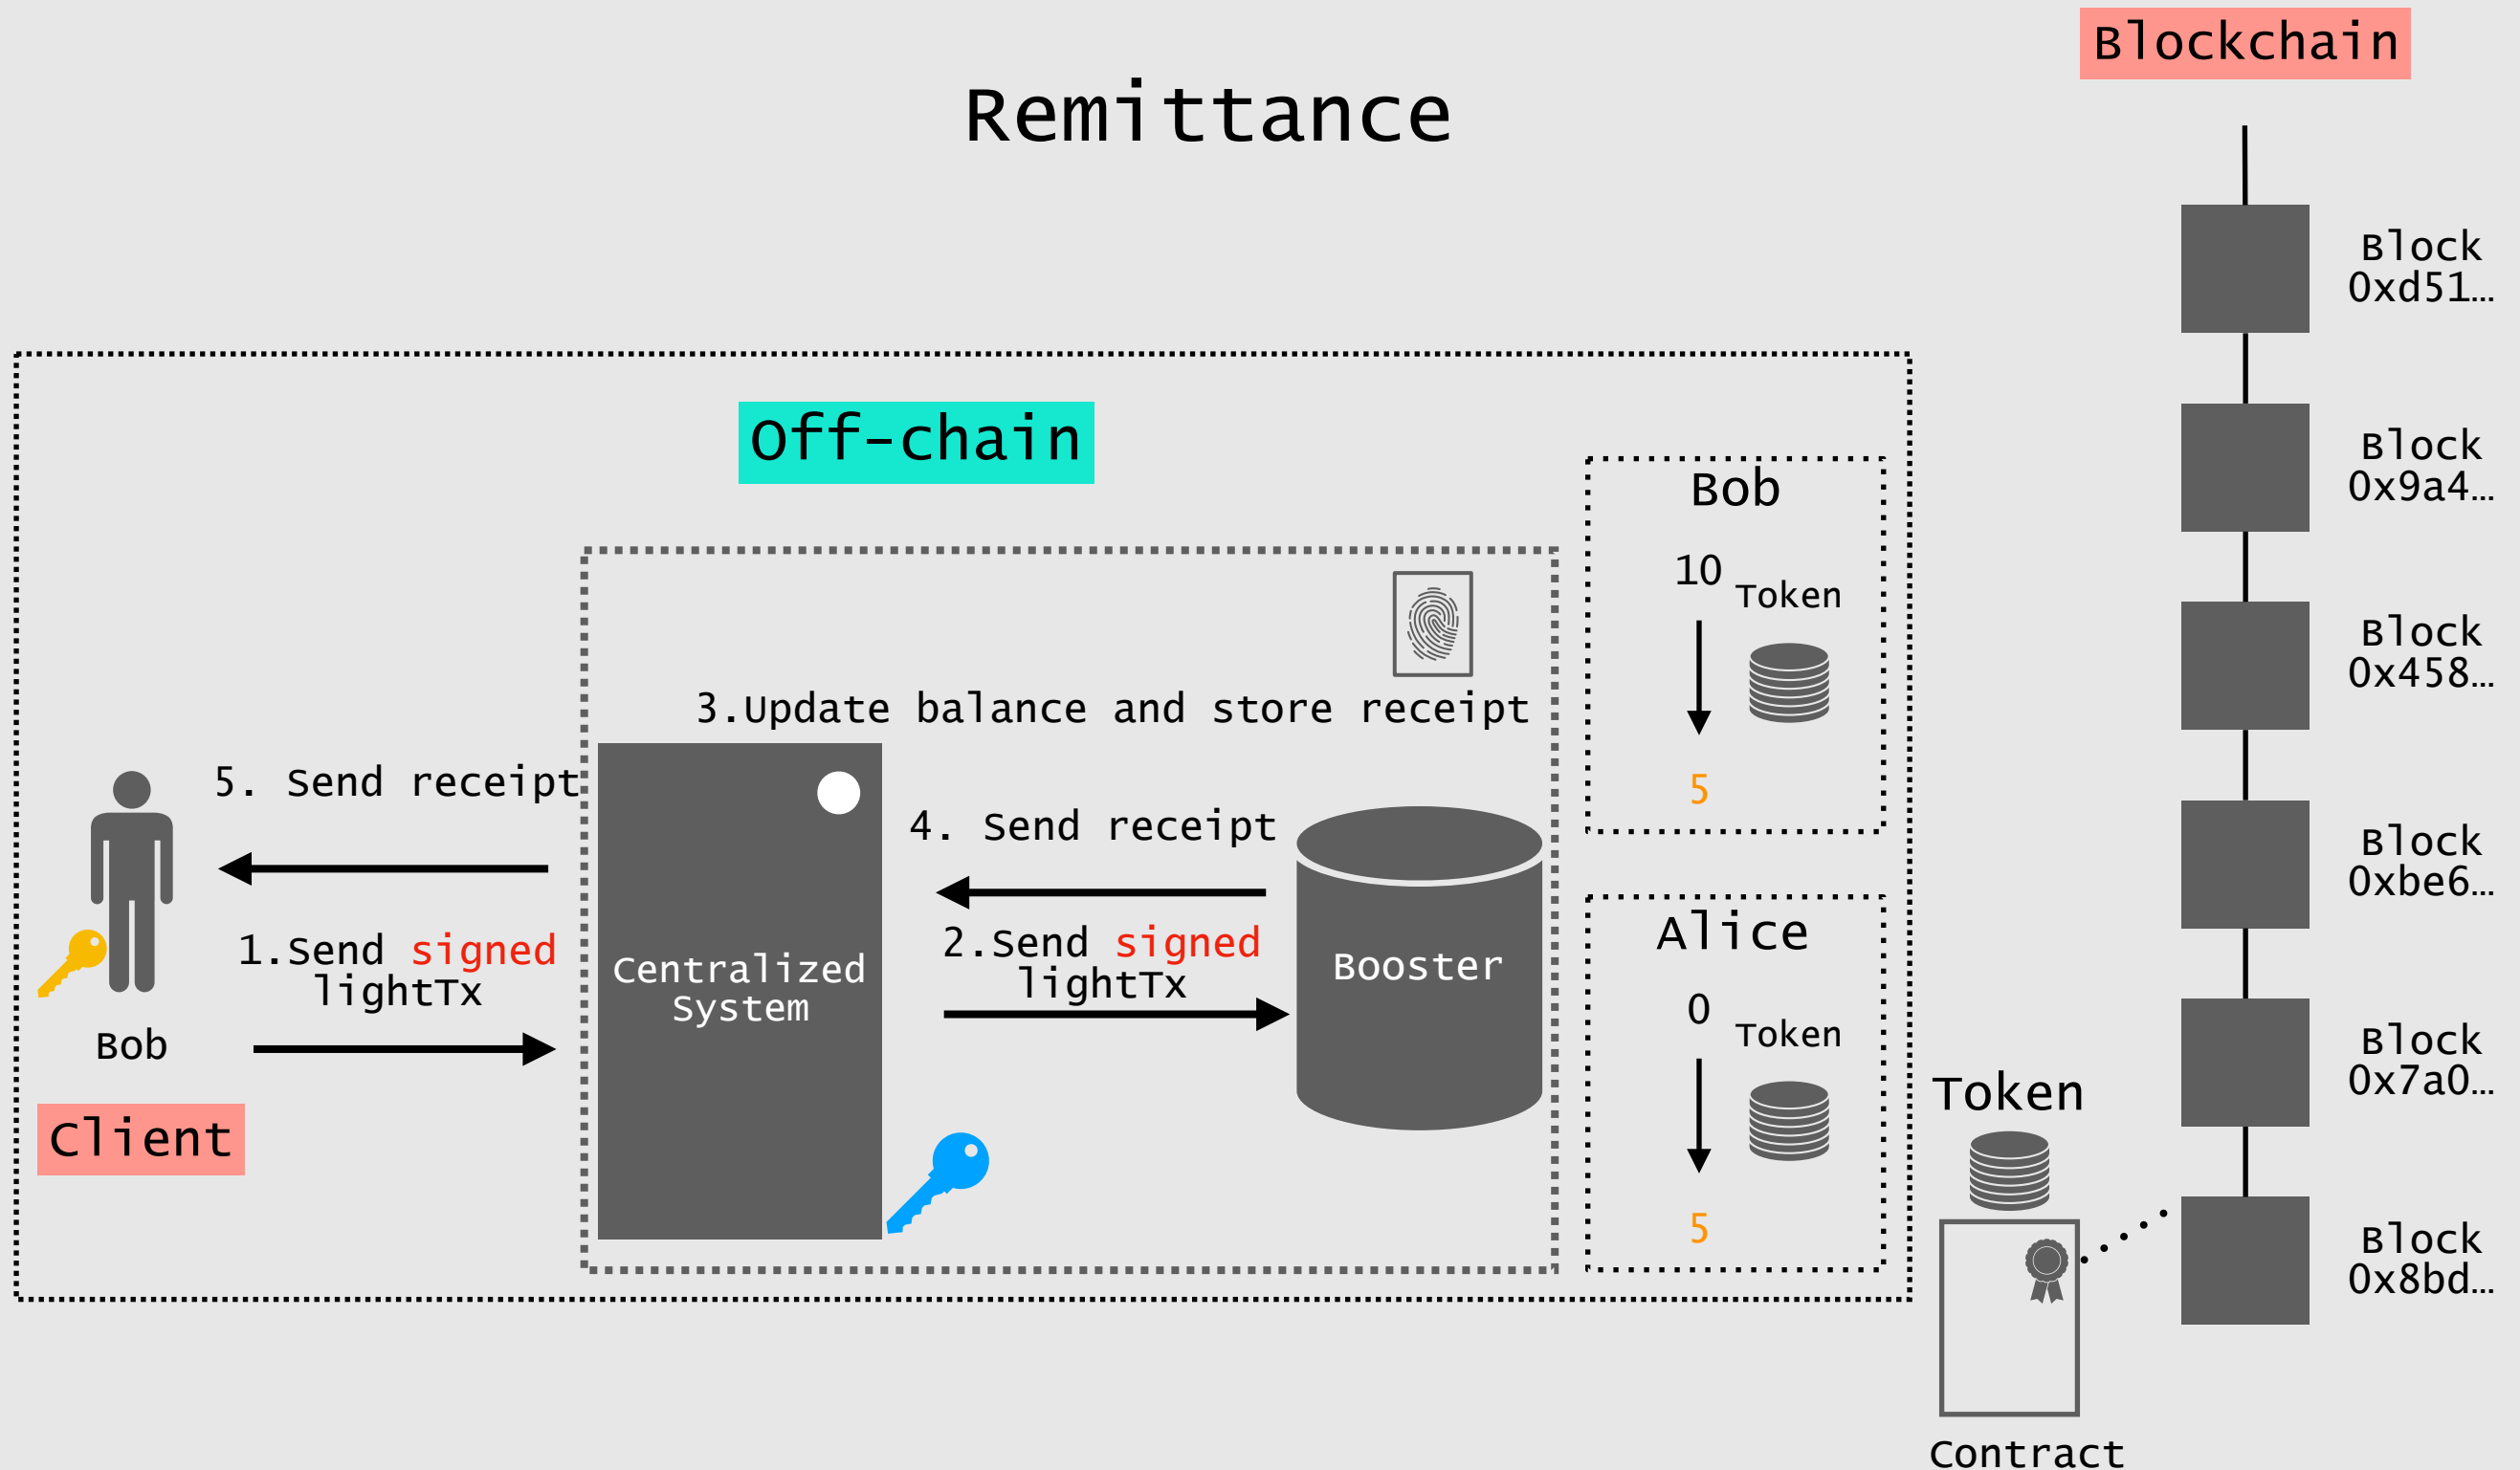 Remittance
Blockchain
Block
0xd51…
Block
0x9a4…
Block
0x458…
Block
0xbe6…
Block
0x7a0…
Block
0x8bd…
Off-chain
3.Update balance and store receipt
5. Send receipt
1.Send signed
lightTx
Bob
Client
Centralized
System
4. Send receipt
2.Send signed
lightTx
Booster
Bob
10
Token
5
Alice
0
Token
5
Token
Contract